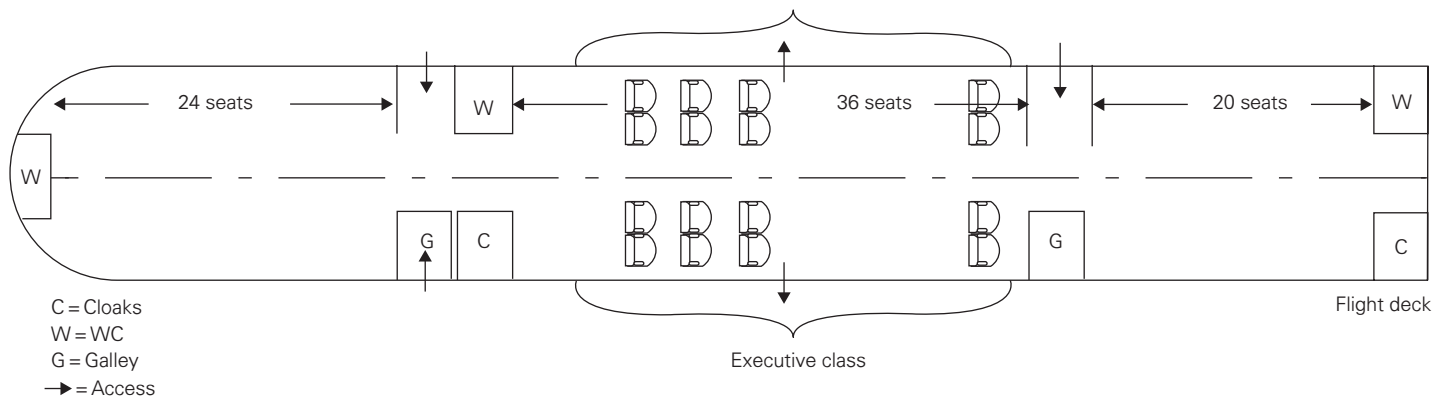 24 seats
W
36 seats
20 seats
W
W
G
C
G
C
C = Cloaks
W = WC
G = Galley
= Access
Executive class
Flight deck